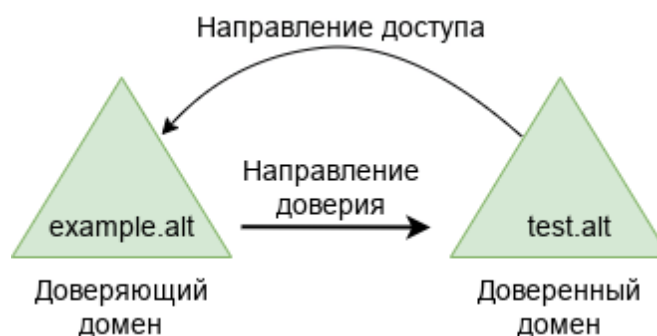 Направление доступа
Направление
доверия
example.alt
test.alt
Доверяющий
домен
Доверенный
домен